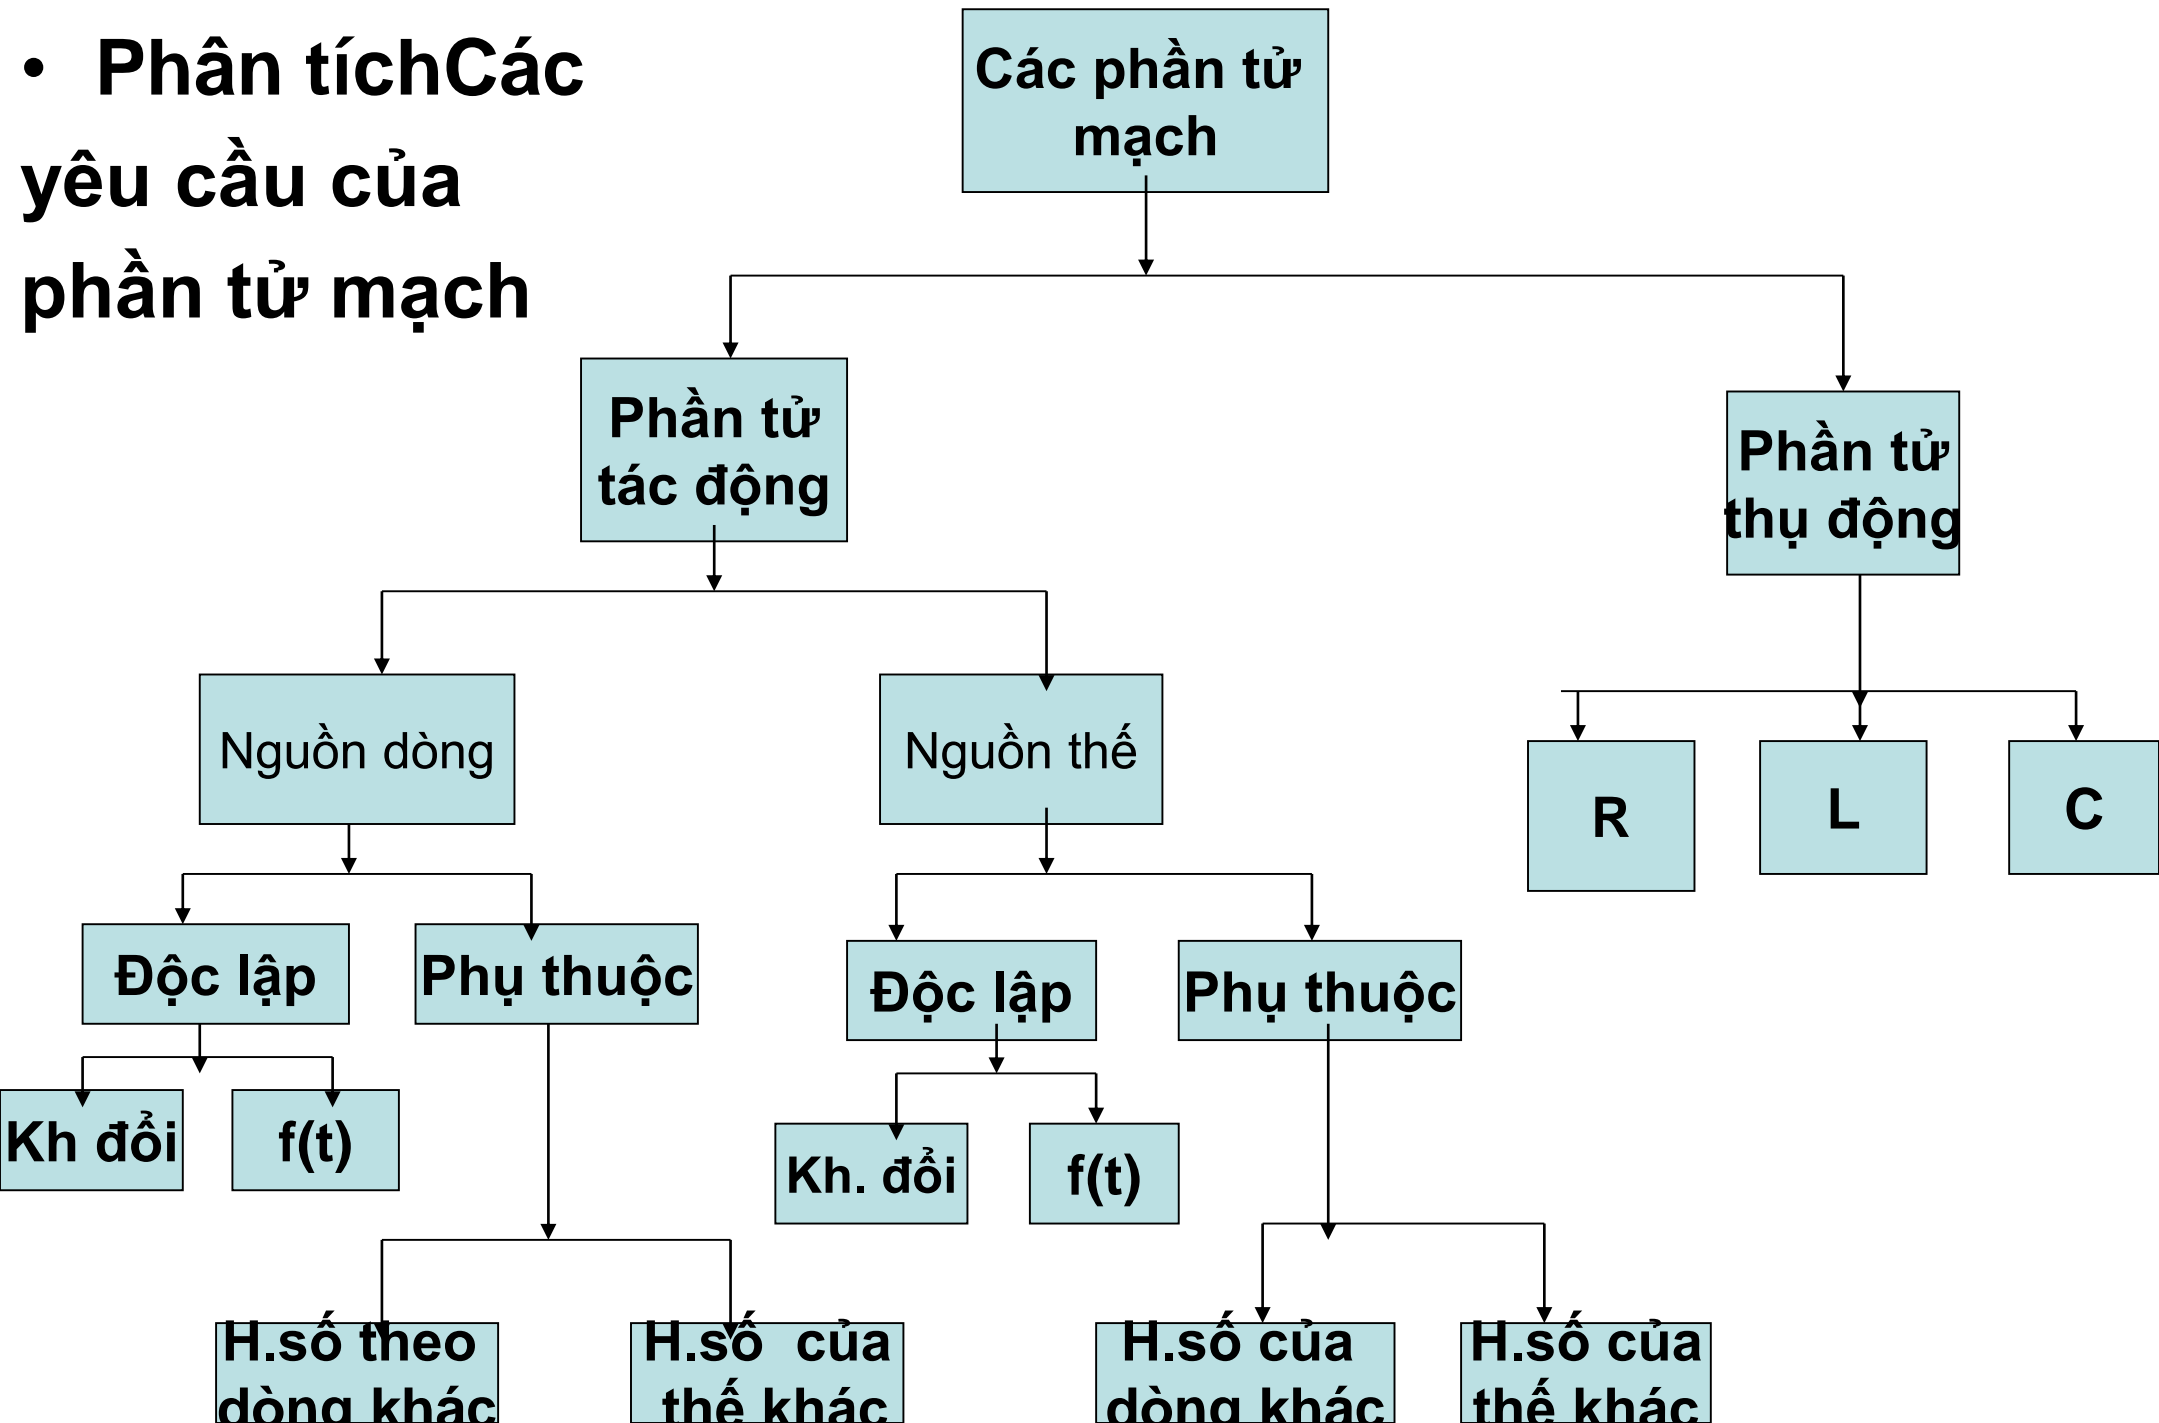 • Phân tíchCác
yêu cầu của
phần tử mạch
Các phần tử
mạch
Phần tử
tác động
Phần tử
thụ động
Nguồn dòng
Nguồn thế
R
L
C
Độc lập
Phụ thuộc
Độc lập
Phụ thuộc
Kh đổi
f(t)
Kh. đổi
f(t)
H.số theo
dòng khác
H.số của
thế khác
H.số của
dòng khác
H.số của
thế khác